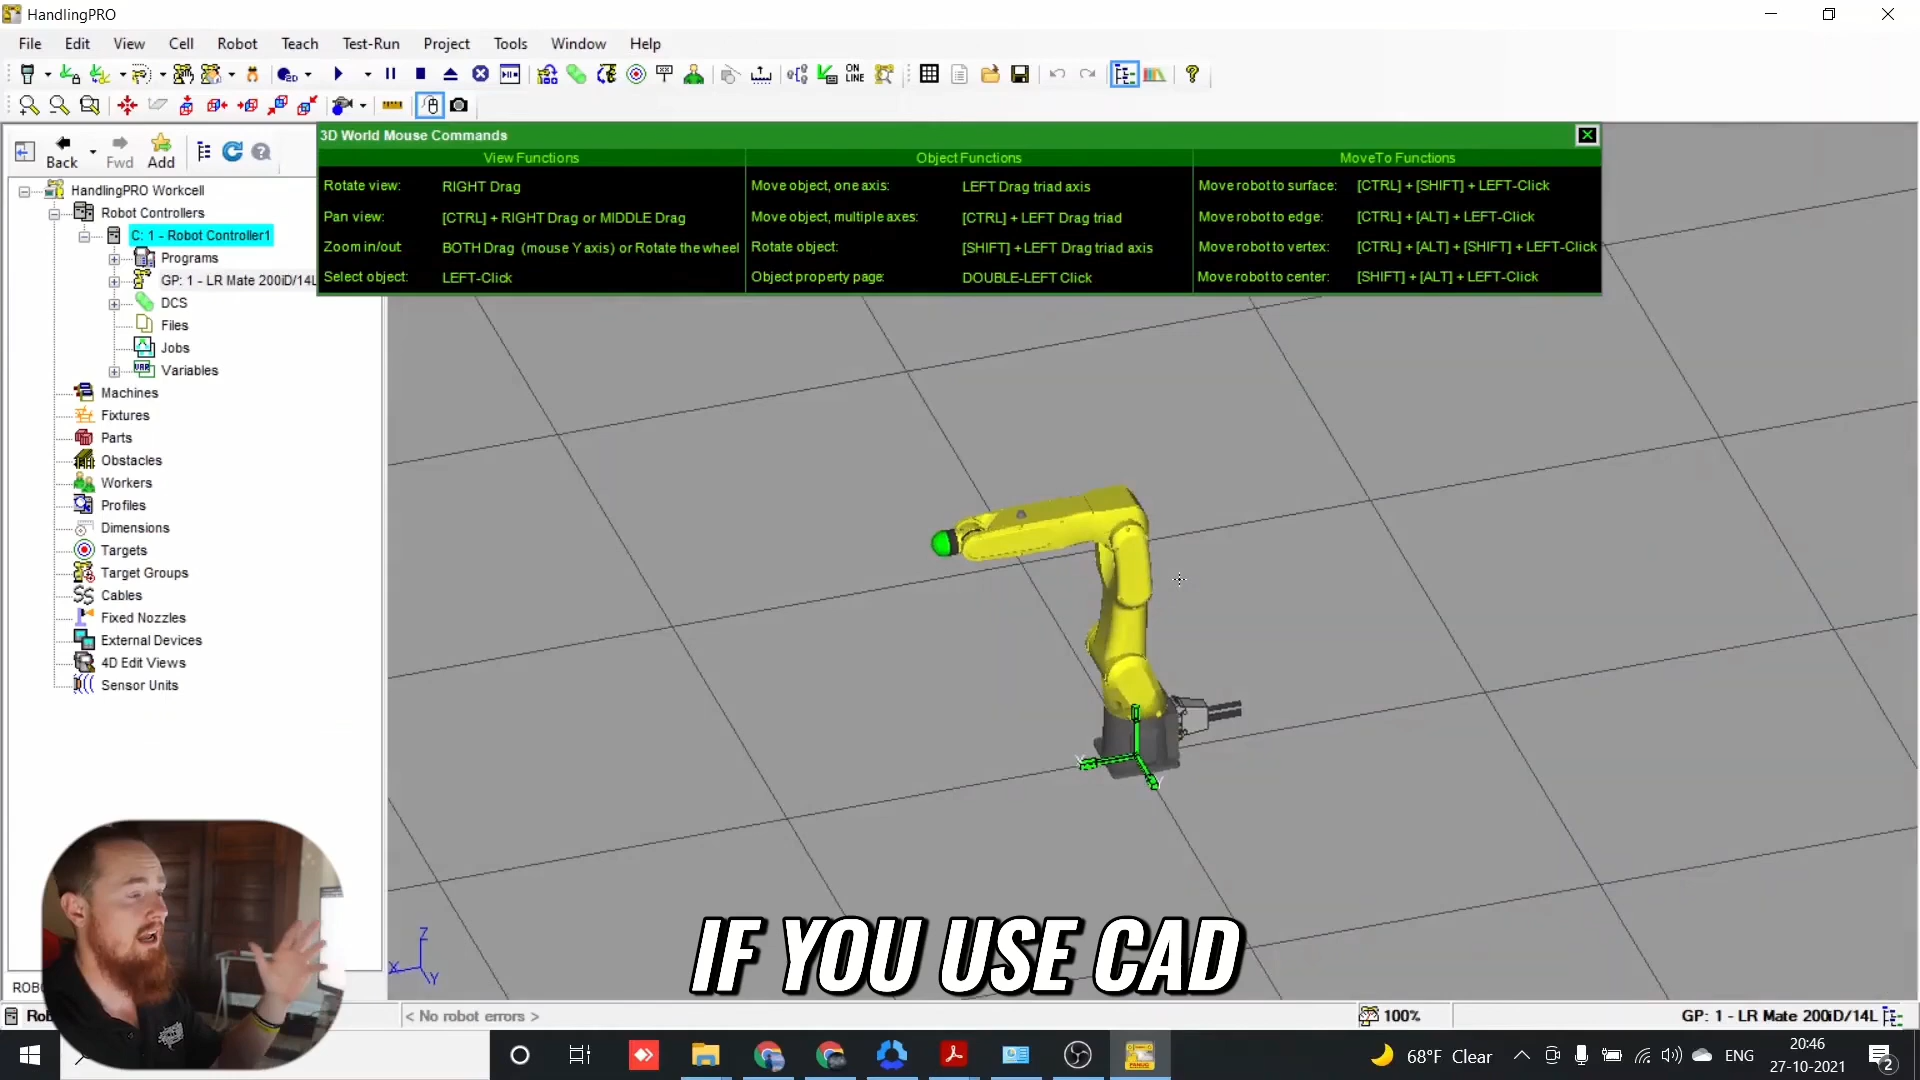 HandlingPRO
File Edit View Cell Robot Teach Test-Run Project Tools Window Help
ON LINE
Back Fwd Add
HandlingPRO Workcell
Robot Controllers
C: 1 - Robot Controller1
Programs
GP: 1 - LR Mate 200iD/14L
DCS
Files
Jobs
VAR Variables
Machines
Fixtures
Parts
Obstacles
Workers
Profiles
Dimensions
Targets
Target Groups
Cables
Fixed Nozzles
External Devices
4D Edit Views
Sensor Units
3D World Mouse Commands
View Functions
Rotate view: RIGHT Drag
Pan view: [CTRL] + RIGHT Drag or MIDDLE Drag
Zoom in/out: BOTH Drag (mouse Y axis) or Rotate the wheel
Select object: LEFT-Click
Object Functions
Move object, one axis: LEFT Drag triad axis
Move object, multiple axes: [CTRL] + LEFT Drag triad
Rotate object: [SHIFT] + LEFT Drag triad axis
Object property page: DOUBLE-LEFT Click
MoveTo Functions
Move robot to surface: [CTRL] + [SHIFT] + LEFT-Click
Move robot to edge: [CTRL] + [ALT] + LEFT-Click
Move robot to vertex: [CTRL] + [ALT] + [SHIFT] + LEFT-Click
Move robot to center: [SHIFT] + [ALT] + LEFT-Click
Z
X
Y
IF YOU USE CAD
< No robot errors >
100%
GP: 1 - LR Mate 200iD/14L
68°F Clear
ENG
20:46
27-10-2021
2